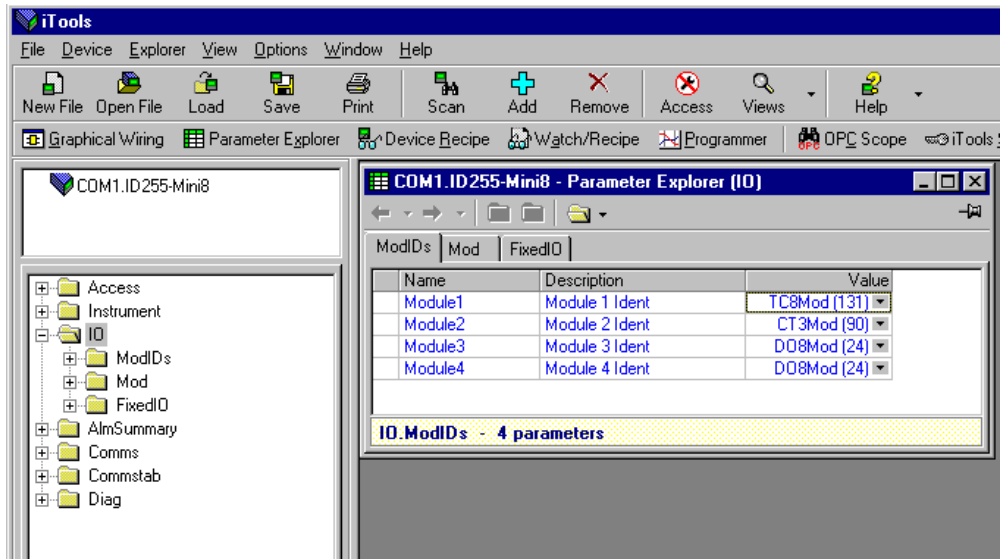 iTools
File Device Explorer View Options Window Help
New File Open File Load Save Print Scan Add Remove Access Views Help
Graphical Wiring Parameter Explorer Device Recipe Watch/Recipe Programmer OPC OPC Scope iTools
COM1.ID255-Mini8
Access
Instrument
IO
ModIDs
Mod
FixedIO
AlmSummary
Comms
Commstab
Diag
COM1.ID255-Mini8 - Parameter Explorer (IO)
ModIDs Mod FixedIO
Name Description Value
Module1 Module 1 Ident TC8Mod (131)
Module2 Module 2 Ident CT3Mod (90)
Module3 Module 3 Ident DO8Mod (24)
Module4 Module 4 Ident DO8Mod (24)
IO.ModIDs - 4 parameters